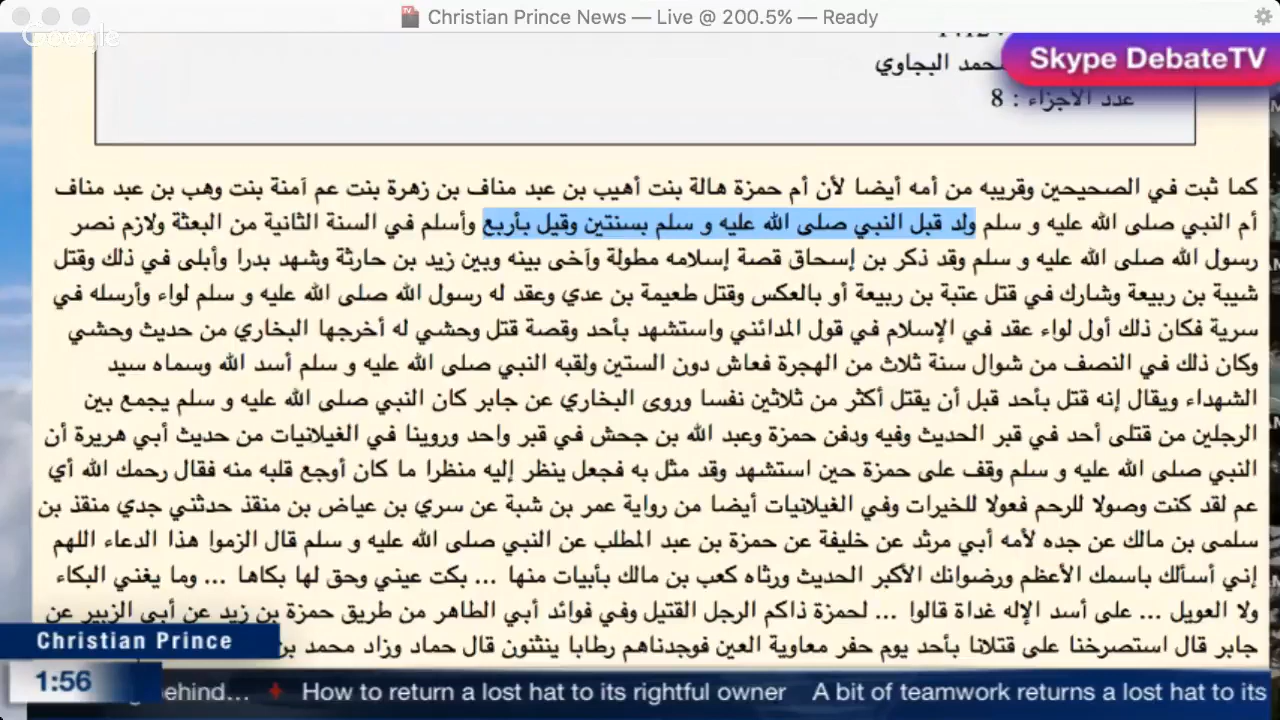 Christian Prince News — Live @ 200.5% — Ready
Google
Skype DebateTV
محمد البجاوي
عدد الأجزاء : 8
كما ثبت في الصحيحين وقريبه من أمه أيضا لأن أم حمزة هالة بنت أهيب بن عبد مناف بن زهرة بنت عم آمنة بنت وهب بن عبد مناف
أم النبي صلى الله عليه و سلم ولد قبل النبي صلى الله عليه و سلم بسنتين وقيل بأربع وأسلم في السنة الثانية من البعثة ولازم نصر
رسول الله صلى الله عليه و سلم وقد ذكر بن إسحاق قصة إسلامه مطولة وآخى بينه وبين زيد بن حارثة وشهد بدرا وأبلى في ذلك وقتل
شيبة بن ربيعة وشارك في قتل عتبة بن ربيعة أو بالعكس وقتل طعيمة بن عدي وعقد له رسول الله صلى الله عليه و سلم لواء وأرسله في
سرية فكان ذلك أول لواء عقد في الإسلام في قول المدائني واستشهد بأحد وقصة قتل وحشي له أخرجها البخاري من حديث وحشي
وكان ذلك في النصف من شوال سنة ثلاث من الهجرة فعاش دون الستين ولقبه النبي صلى الله عليه و سلم أسد الله وسماه سيد
الشهداء ويقال إنه قتل بأحد قبل أن يقتل أكثر من ثلاثين نفسا وروى البخاري عن جابر كان النبي صلى الله عليه و سلم يجمع بين
الرجلين من قتلى أحد في قبر الحديث وفيه ودفن حمزة وعبد الله بن جحش في قبر واحد وروينا في الغيلانيات من حديث أبي هريرة أن
النبي صلى الله عليه و سلم وقف على حمزة حين استشهد وقد مثل به فجعل ينظر إليه منظرا ما كان أوجع قلبه منه فقال رحمك الله أي
عم لقد كنت وصولا للرحم فعولا للخيرات وفي الغيلانيات أيضا من رواية عمر بن شبة عن سري بن عياض بن منقذ حدثتني جدي منقذ بن
سلمى بن مالك عن جده لأمه أبي مرثد عن خليفة عن حمزة بن عبد المطلب عن النبي صلى الله عليه و سلم قال الزموا هذا الدعاء اللهم
إني أسألك باسمك الأعظم ورضوانك الأكبر الحديث ورثاه كعب بن مالك بأبيات منها ... بكت عيني وحق لها بكاها ... وما يغني البكاء
ولا العويل ... على أسد الإله غداة قالوا ... لحمزة ذاكم الرجل القتيل وفي فوائد أبي الطاهر من طريق حمزة بن زيد عن أبي الزبير عن
جابر قال استصرخنا على قتلانا بأحد يوم حفر معاوية العين فوجدناهم رطابا ينثنون قال حماد وزاد محمد بن
Christian Prince
1:56
ehind... How to return a lost hat to its rightful owner A bit of teamwork returns a lost hat to its